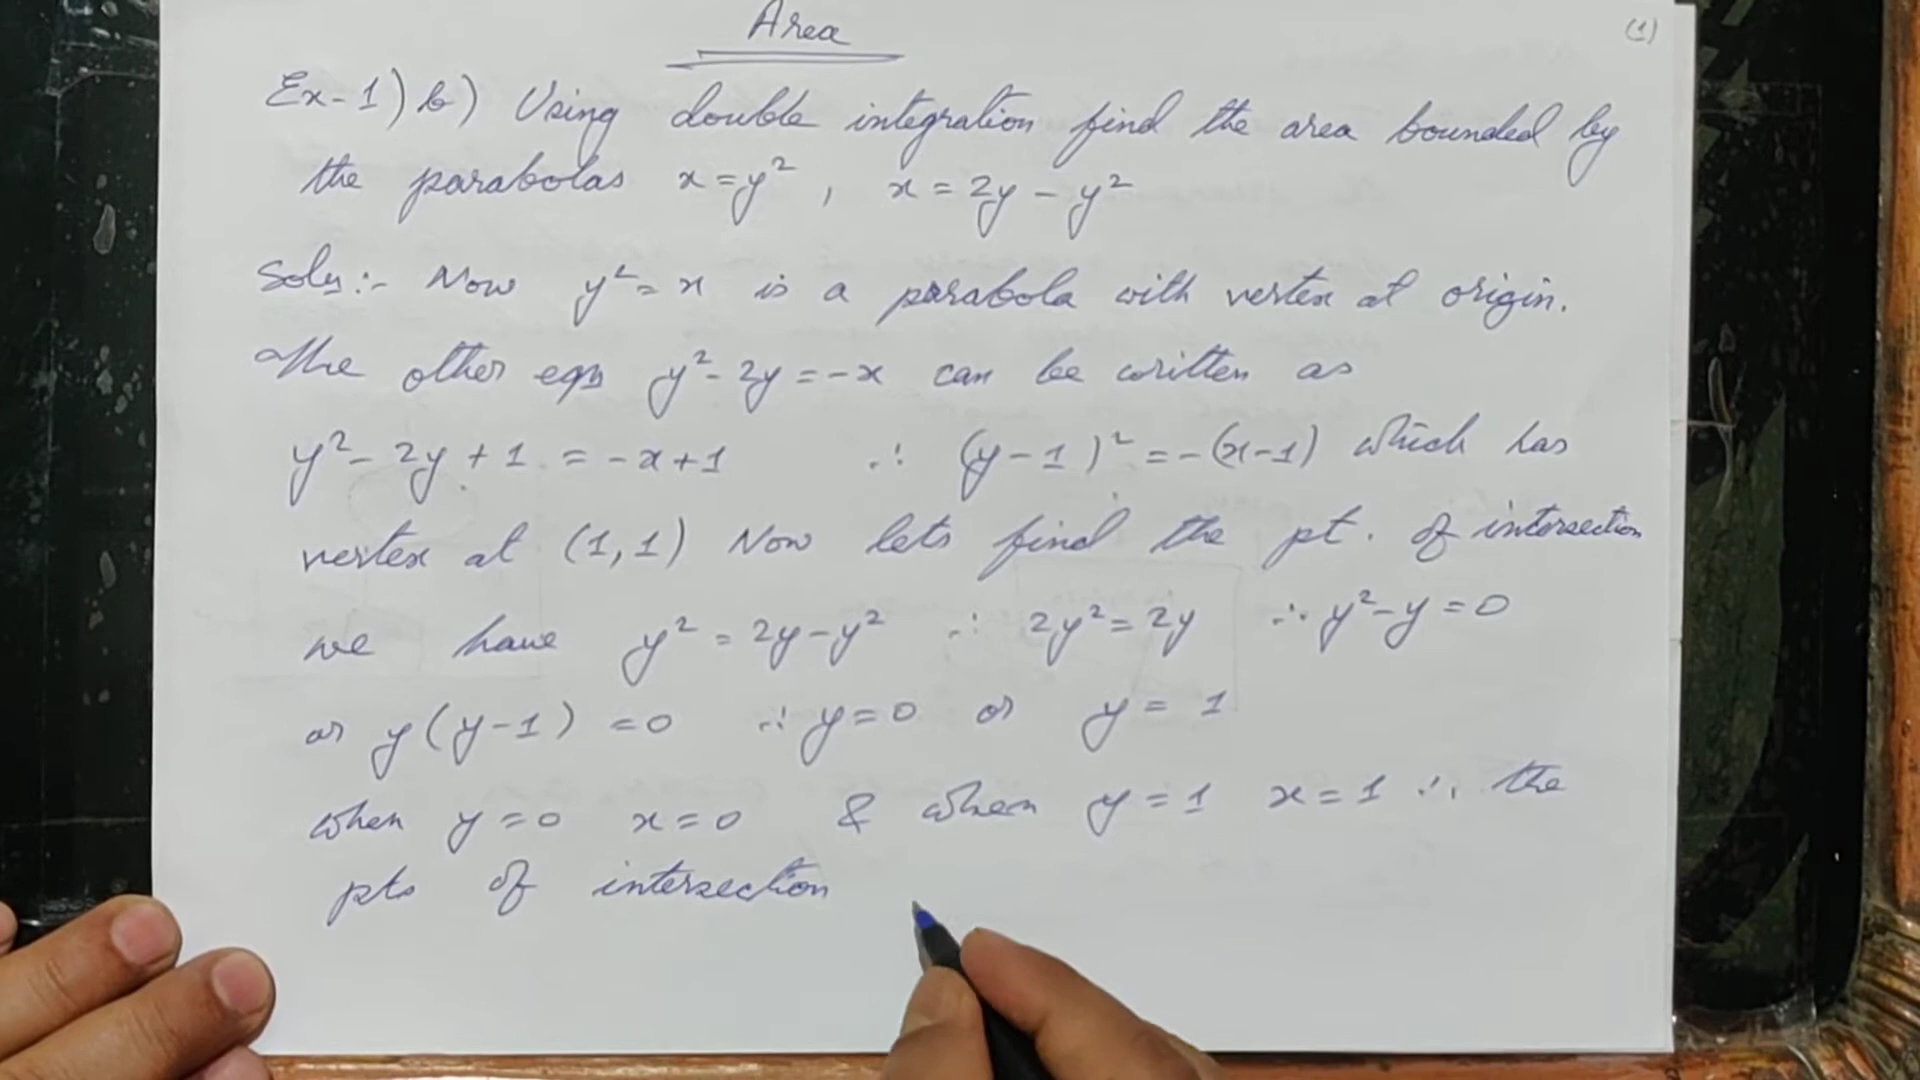 Area
(1)
Ex-1) b) Using double integration find the area bounded by
the parabolas x=y², x=2y-y²
Soln:- Now y²=x is a parabola with vertex at origin.
The other eqn y²-2y=-x can be written as
y²-2y+1=-x+1 ∴ (y-1)²=-(x-1) which has
vertex at (1,1) Now lets find the pt. of intersection
we have y²=2y-y² ∴ 2y²=2y ∴ y²-y=0
or y(y-1)=0 ∴ y=0 or y=1
when y=0 x=0 & when y=1 x=1 ∴ the
pts of intersection